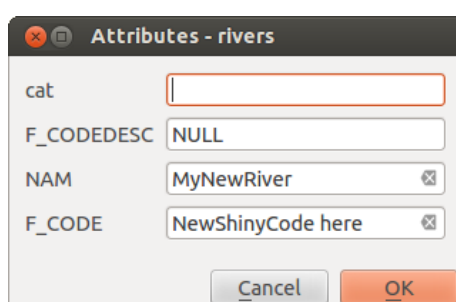 Attributes - rivers
cat
F_CODEDESC NULL
NAM MyNewRiver
F_CODE NewShinyCode here
Cancel OK